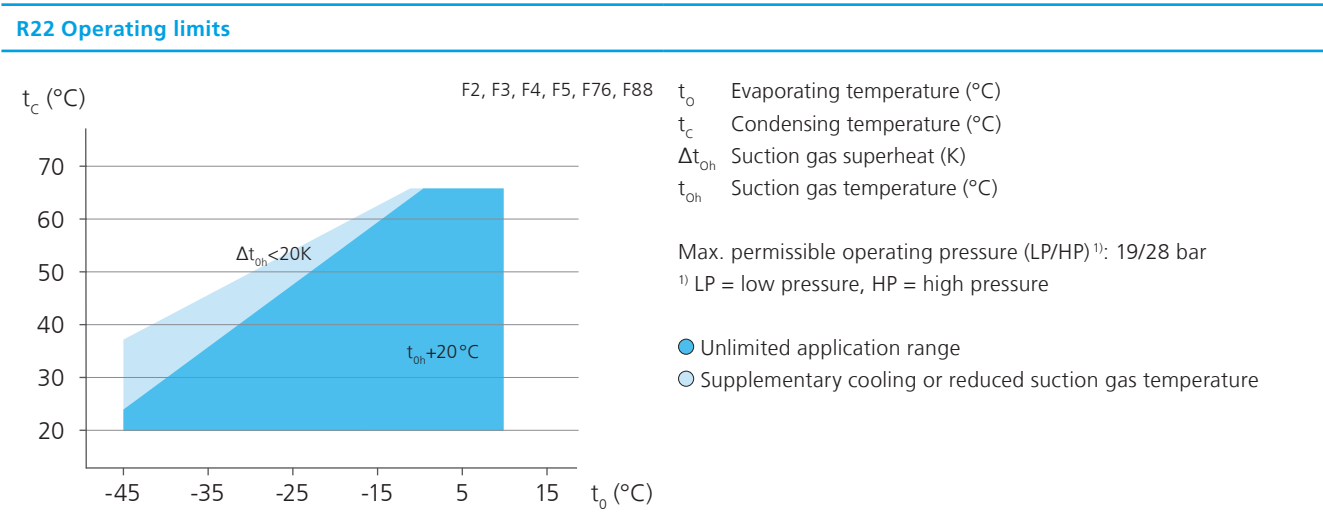 R22 Operating limits
t_C (°C)
F2, F3, F4, F5, F76, F88
70
60
50
40
30
20
Δt_0h<20K
t_0h+20°C
-45 -35 -25 -15 5 15 t_0 (°C)
t_O Evaporating temperature (°C)
t_C Condensing temperature (°C)
Δt_Oh Suction gas superheat (K)
t_Oh Suction gas temperature (°C)
Max. permissible operating pressure (LP/HP) 1): 19/28 bar
1) LP = low pressure, HP = high pressure
Unlimited application range
Supplementary cooling or reduced suction gas temperature